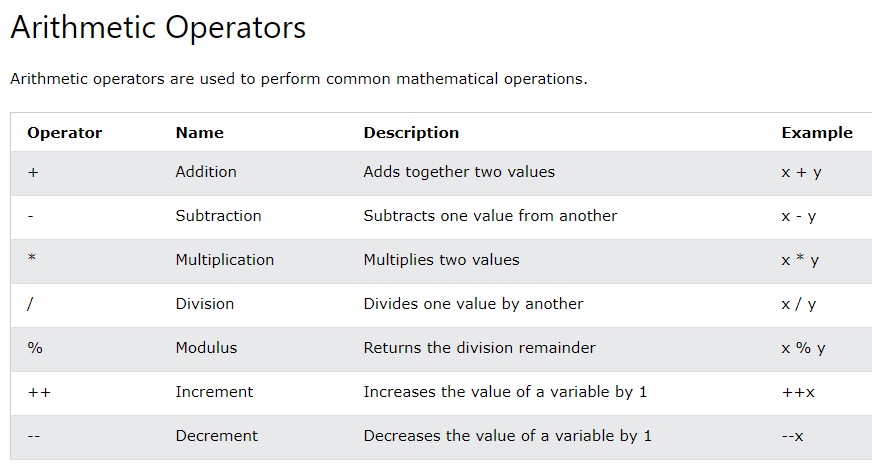 Arithmetic Operators
Arithmetic operators are used to perform common mathematical operations.
Operator Name Description Example
+ Addition Adds together two values x + y
- Subtraction Subtracts one value from another x - y
* Multiplication Multiplies two values x * y
/ Division Divides one value by another x / y
% Modulus Returns the division remainder x % y
++ Increment Increases the value of a variable by 1 ++x
-- Decrement Decreases the value of a variable by 1 --x